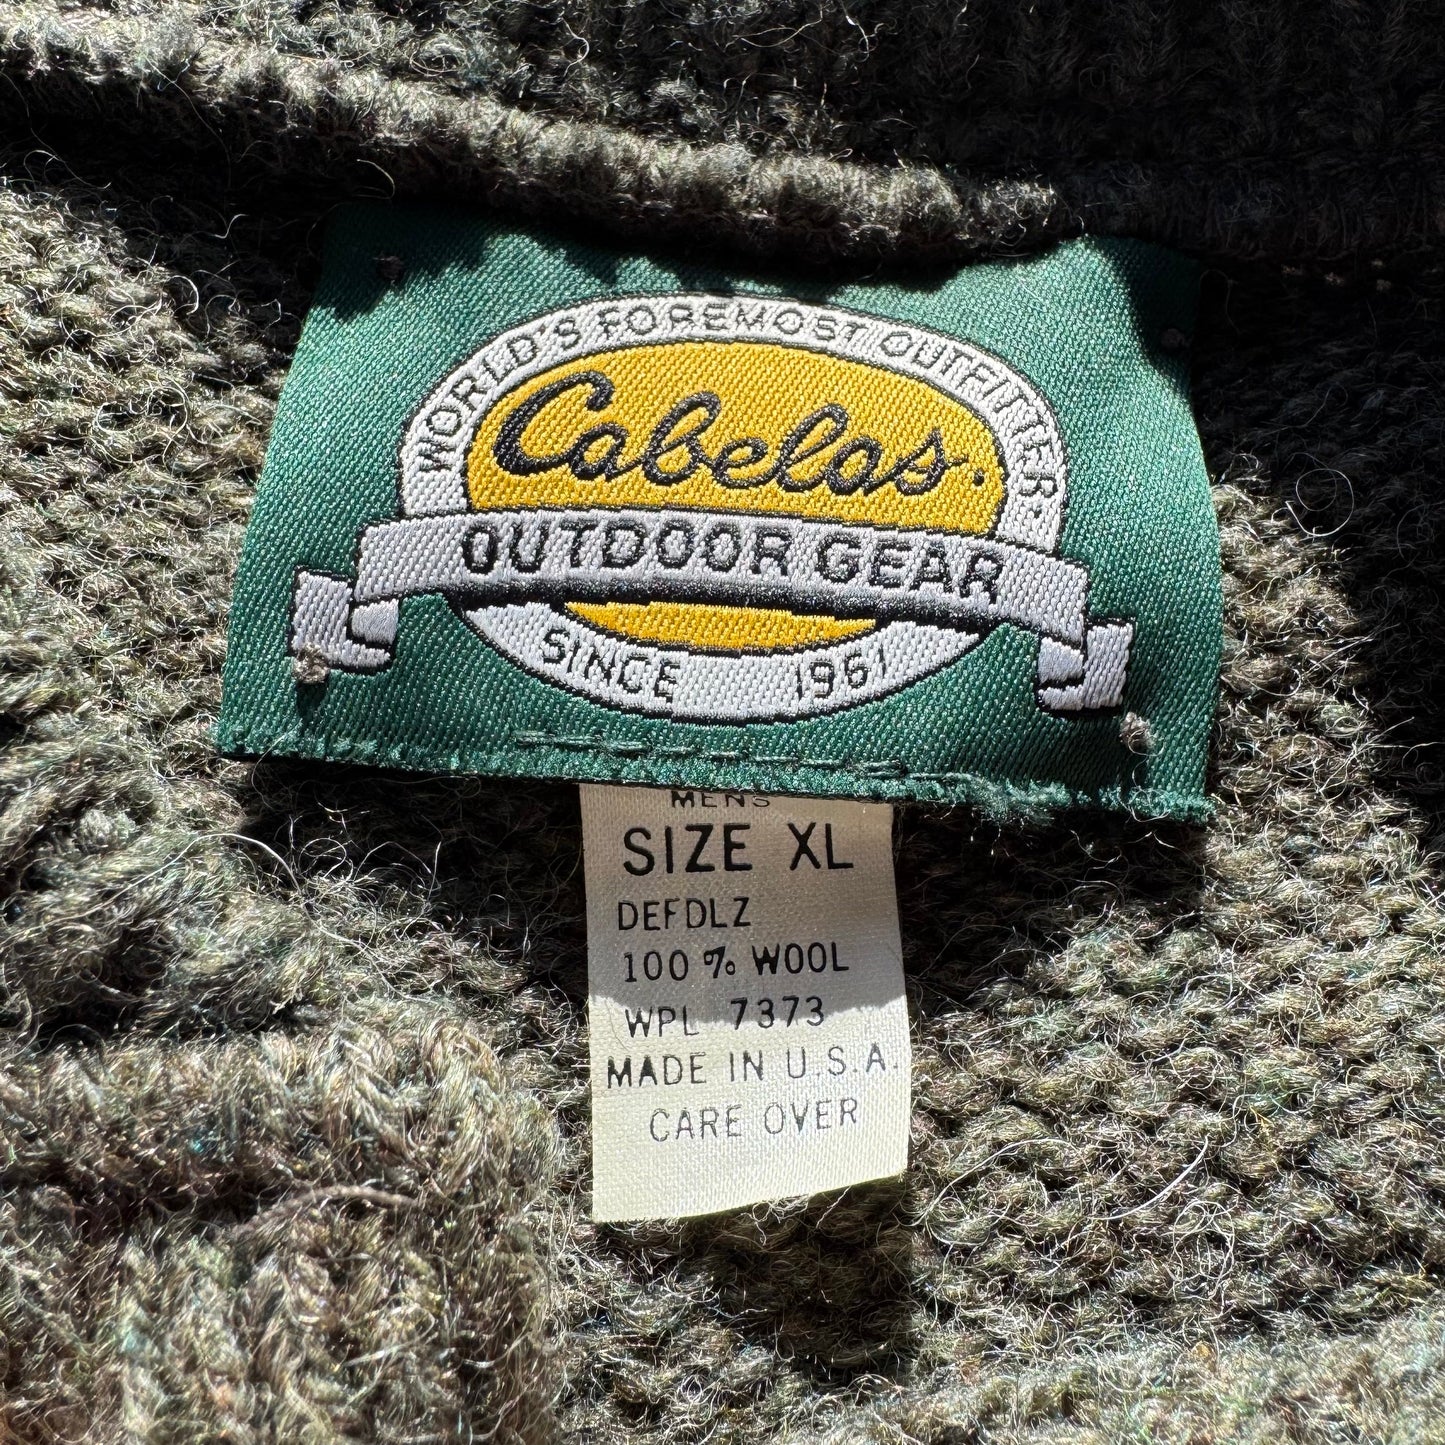 WORLD'S FOREMOST OUTFITTER®
Cabelas®
OUTDOOR GEAR
SINCE 1961
MENS
SIZE XL
DEFDLZ
100 % WOOL
WPL 7373
MADE IN U.S.A.
CARE OVER